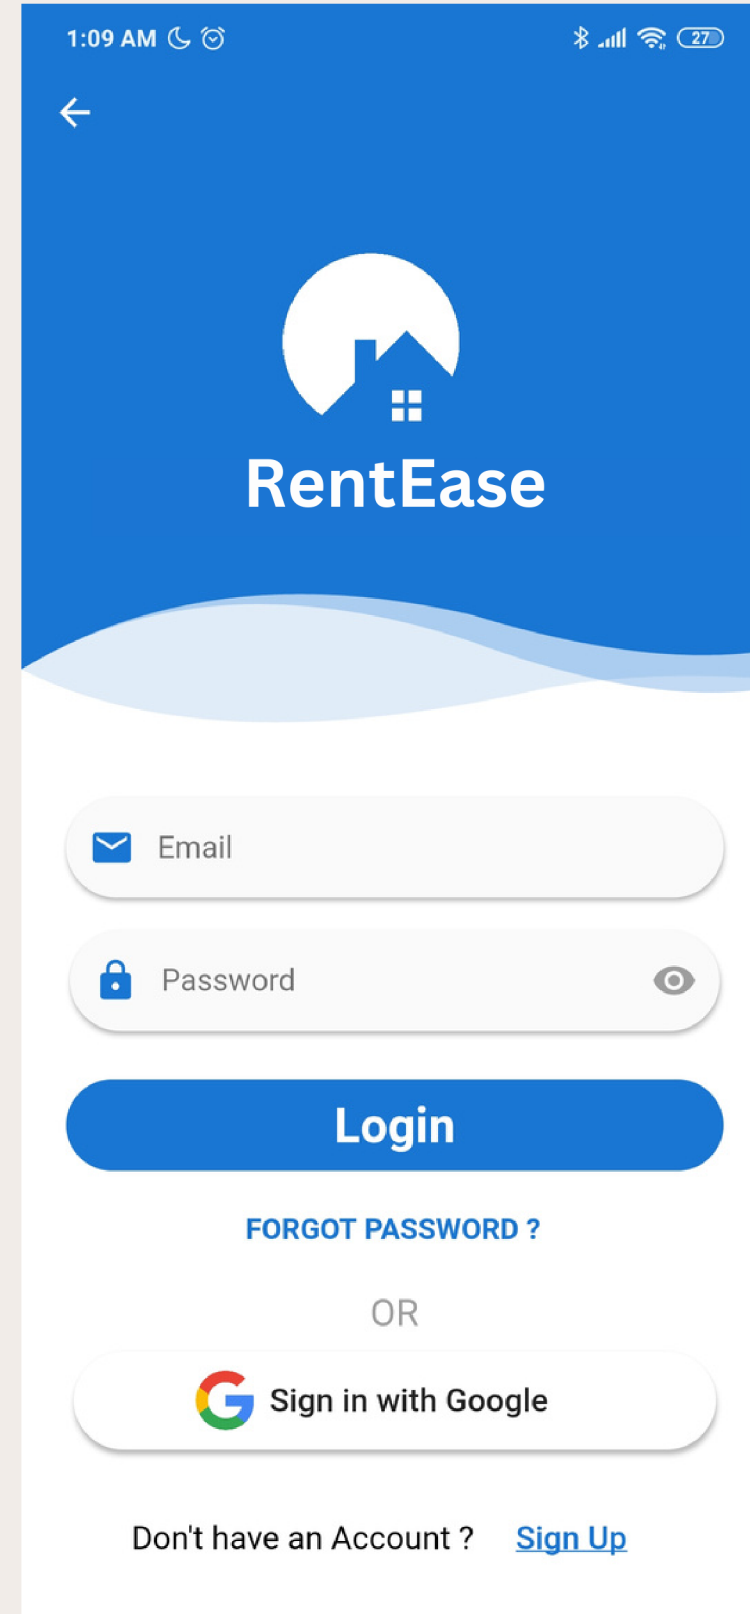 1:09 AM 27
RentEase
Email
Password
Login
FORGOT PASSWORD ?
OR
Sign in with Google
Don't have an Account ? Sign Up